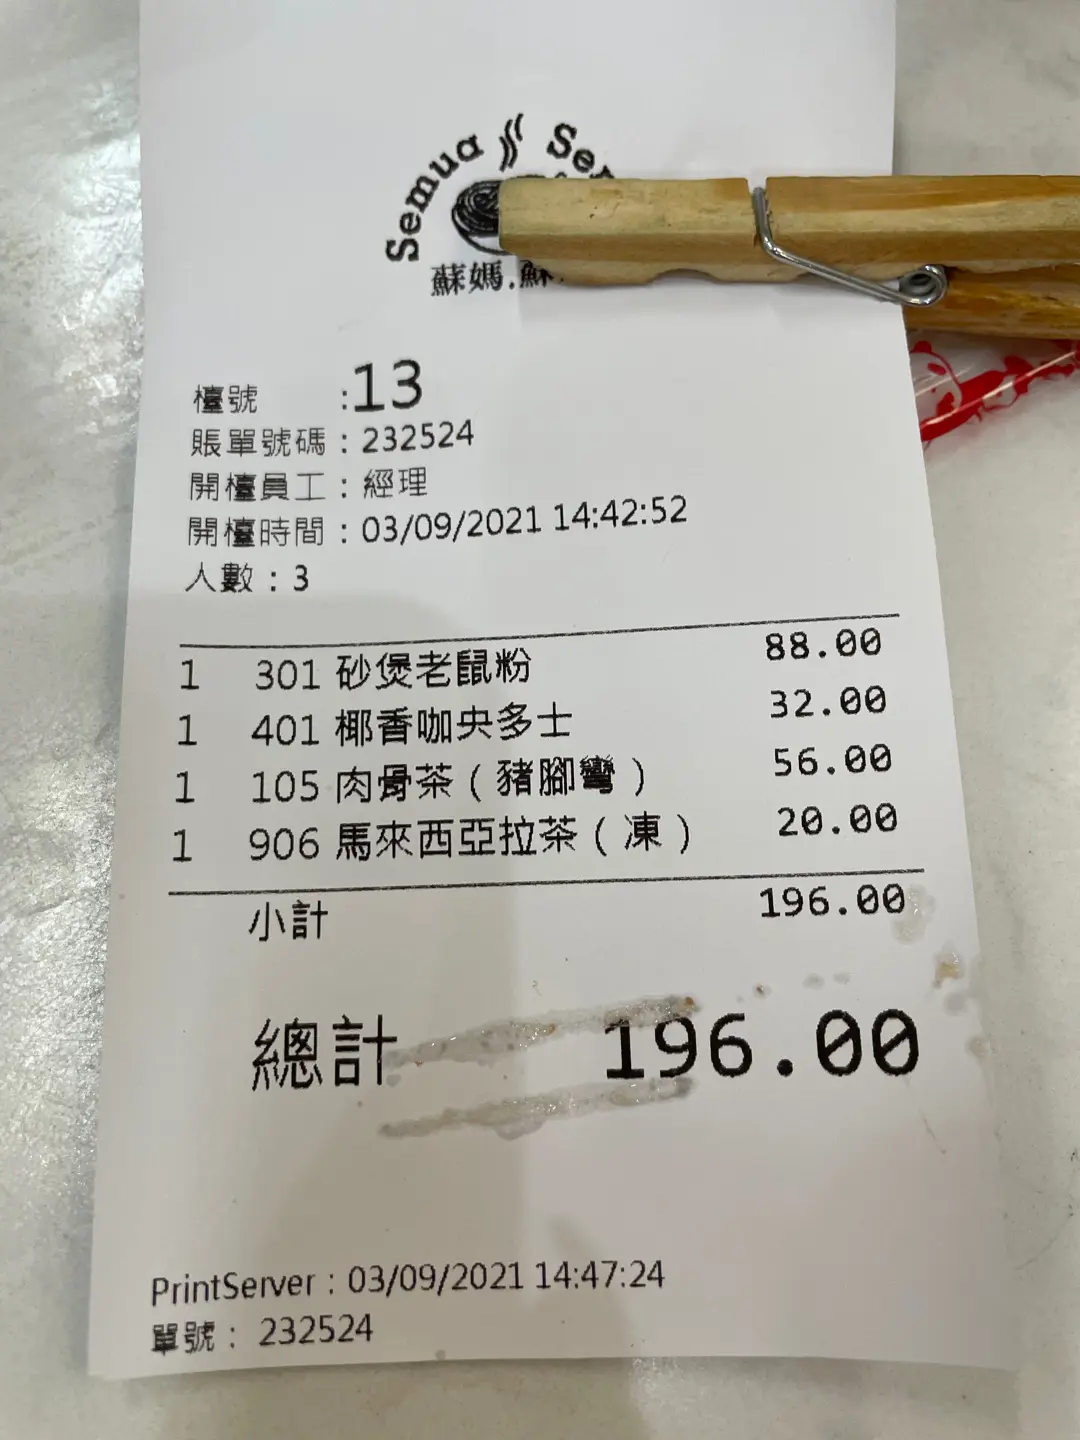 Semua
蘇媽.蘇
檯號 :13
賬單號碼 : 232524
開檯員工 : 經理
開檯時間 : 03/09/2021 14:42:52
人數 : 3
1 301 砂煲老鼠粉 88.00
1 401 椰香咖央多士 32.00
1 105 肉骨茶 ( 豬腳彎 ) 56.00
1 906 馬來西亞拉茶 ( 凍 ) 20.00
小計 196.00
總計 196.00
PrintServer : 03/09/2021 14:47:24
單號 : 232524